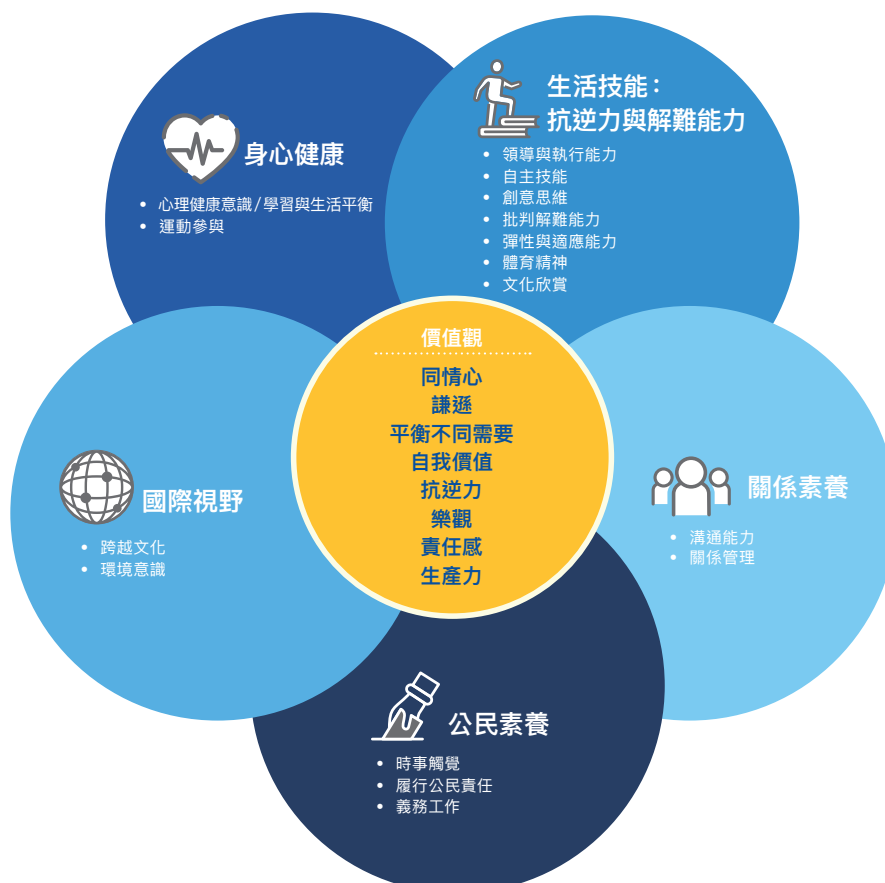 身心健康
• 心理健康意識/學習與生活平衡
• 運動參與
生活技能：
抗逆力與解難能力
• 領導與執行能力
• 自主技能
• 創意思維
• 批判解難能力
• 彈性與適應能力
• 體育精神
• 文化欣賞
價值觀
同情心
謙遜
平衡不同需要
自我價值
抗逆力
樂觀
責任感
生產力
國際視野
• 跨越文化
• 環境意識
關係素養
• 溝通能力
• 關係管理
公民素養
• 時事觸覺
• 履行公民責任
• 義務工作